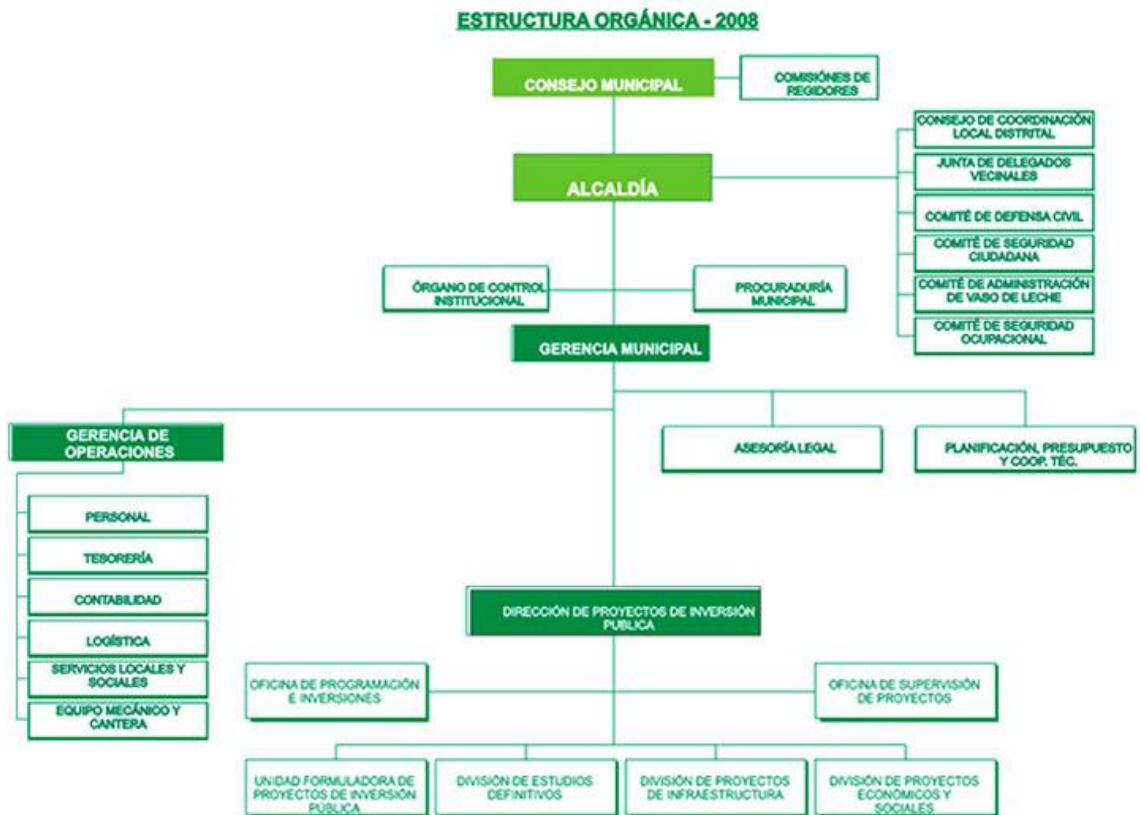 ESTRUCTURA ORGÁNICA - 2008
CONSEJO MUNICIPAL
COMISIÓNES DE
REGIDORES
CONSEJO DE COORDINACIÓN
LOCAL DISTRITAL
ALCALDÍA
JUNTA DE DELEGADOS
VECINALES
COMITÉ DE DEFENSA CIVIL
COMITÉ DE SEGURIDAD
CIUDADANA
COMITÉ DE ADMINISTRACIÓN
DE VASO DE LECHE
COMITÉ DE SEGURIDAD
OCUPACIONAL
ÓRGANO DE CONTROL
INSTITUCIONAL
PROCURADURÍA
MUNICIPAL
GERENCIA MUNICIPAL
GERENCIA DE
OPERACIONES
ASESORÍA LEGAL
PLANIFICACIÓN, PRESUPUESTO
Y COOP. TÉC.
PERSONAL
TESORERÍA
CONTABILIDAD
LOGÍSTICA
SERVICIOS LOCALES Y
SOCIALES
EQUIPO MECÁNICO Y
CANTERA
DIRECCIÓN DE PROYECTOS DE INVERSIÓN
PUBLICA
OFICINA DE PROGRAMACIÓN
E INVERSIONES
OFICINA DE SUPERVISIÓN
DE PROYECTOS
UNIDAD FORMULADORA DE
PROYECTOS DE INVERSIÓN
PÚBLICA
DIVISIÓN DE ESTUDIOS
DEFINITIVOS
DIVISIÓN DE PROYECTOS
DE INFRAESTRUCTURA
DIVISIÓN DE PROYECTOS
ECONÓMICOS Y
SOCIALES